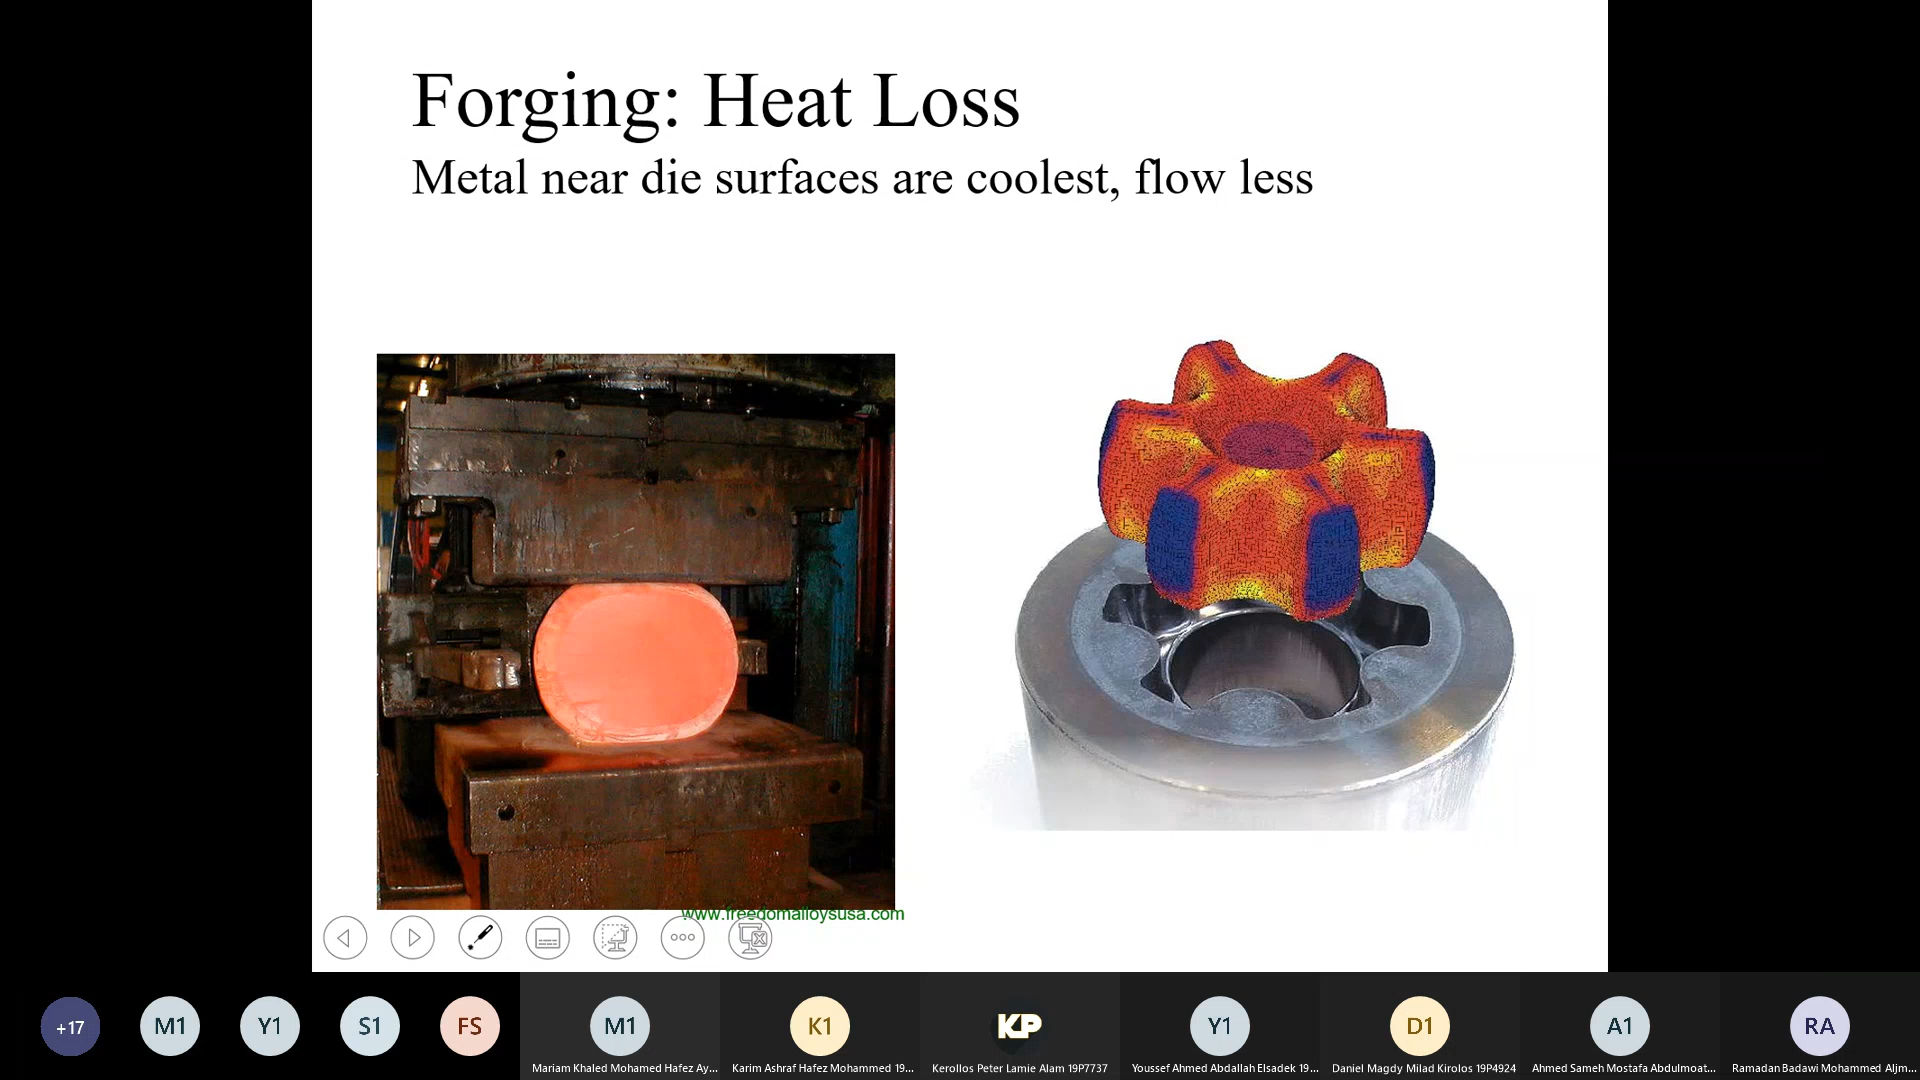 Forging: Heat Loss
Metal near die surfaces are coolest, flow less
www.freedomalloysusa.com
+17
M1
Y1
S1
FS
M1
K1
KP
Y1
D1
A1
RA
Mariam Khaled Mohamed Hafez Ay...
Karim Ashraf Hafez Mohammed 19...
Kerollos Peter Lamie Alam 19P7737
Youssef Ahmed Abdallah Elsadek 19...
Daniel Magdy Milad Kirolos 19P4924
Ahmed Sameh Mostafa Abdulmoat...
Ramadan Badawi Mohammed Aljm...